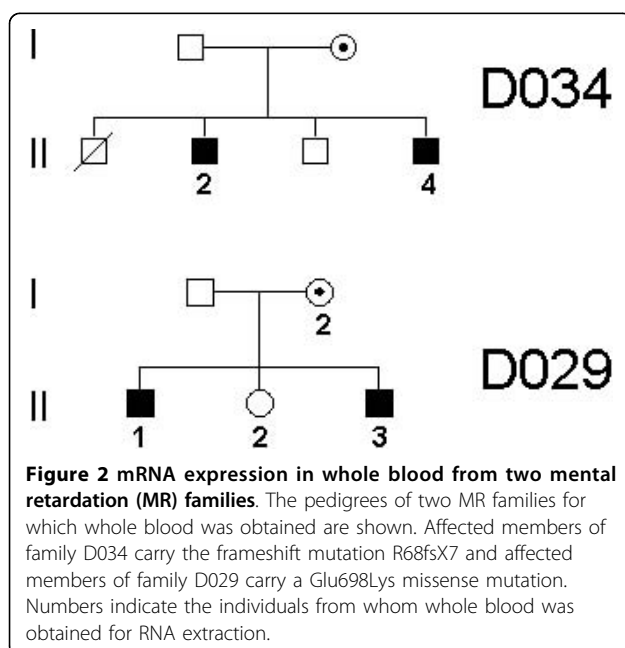 I
D034
II
2 4
I
2
D029
II
1 2 3
Figure 2 mRNA expression in whole blood from two mental
retardation (MR) families. The pedigrees of two MR families for
which whole blood was obtained are shown. Affected members of
family D034 carry the frameshift mutation R68fsX7 and affected
members of family D029 carry a Glu698Lys missense mutation.
Numbers indicate the individuals from whom whole blood was
obtained for RNA extraction.